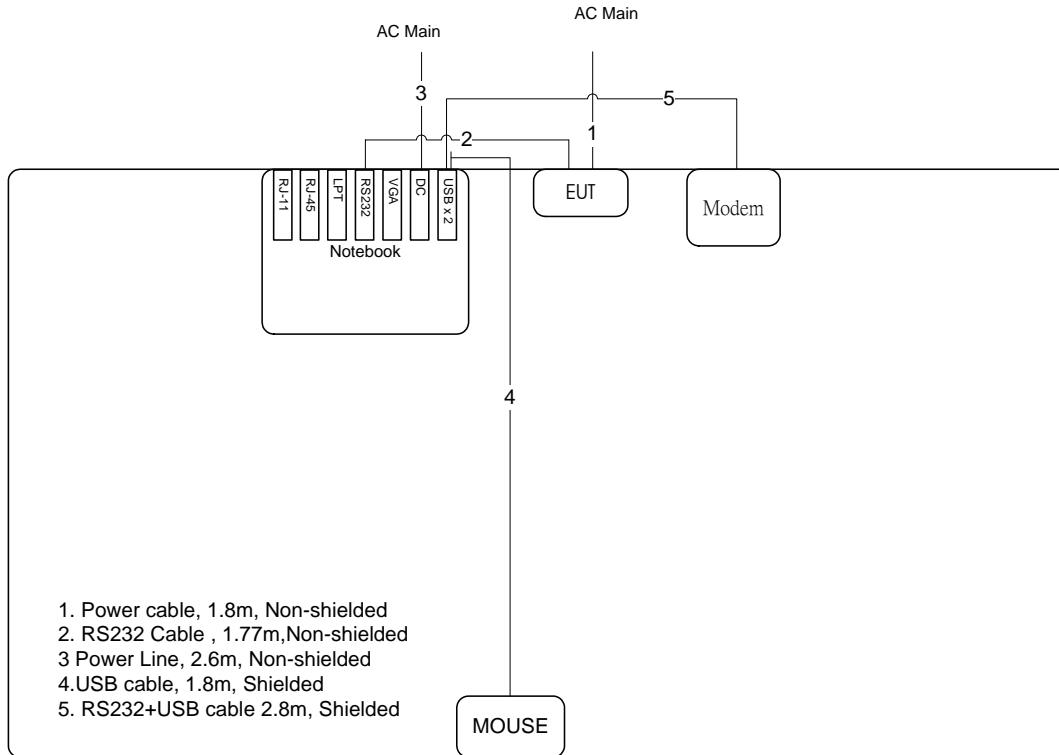 AC Main
AC Main
3
5
2
1
RJ-11
RJ-45
LPT
RS232
VGA
DC
USB x 2
EUT
Modem
Notebook
4
1. Power cable, 1.8m, Non-shielded
2. RS232 Cable , 1.77m,Non-shielded
3 Power Line, 2.6m, Non-shielded
4.USB cable, 1.8m, Shielded
5. RS232+USB cable 2.8m, Shielded
MOUSE